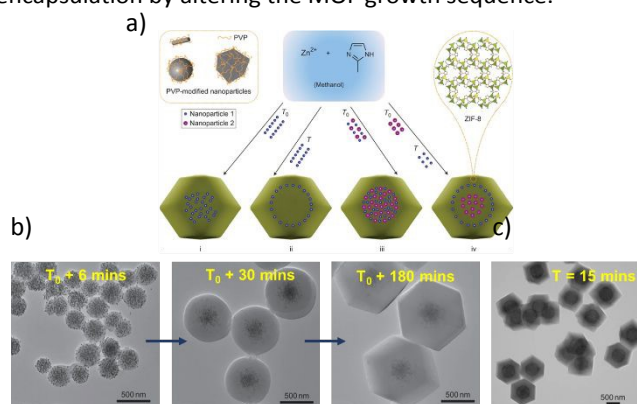 encapsulation by altering the MOF growth sequence.
a)
PVP
PVP-modified nanoparticles
Zn2+ + N NH
[Methanol]
ZIF-8
Nanoparticle 1
Nanoparticle 2
T0 T T0 T0 T
i ii iii iv
b) c)
T0 + 6 mins T0 + 30 mins T0 + 180 mins T = 15 mins
500 nm 500 nm 500 nm 500 nm